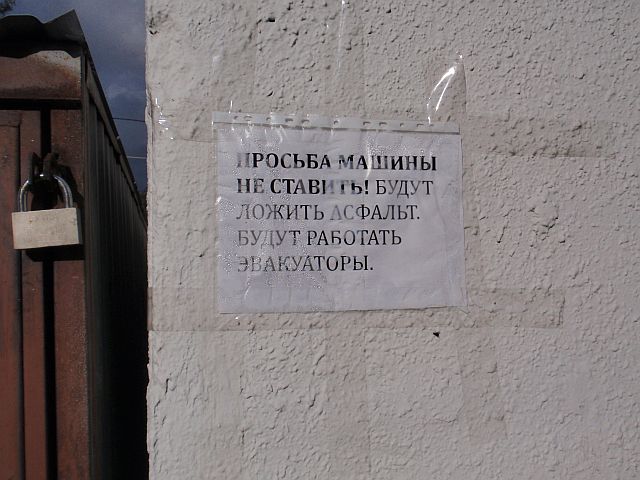 ПРОСЬБА МАШИНЫ
НЕ СТАВИТЬ! БУДУТ
ЛОЖИТЬ АСФАЛЬТ.
БУДУТ РАБОТАТЬ
ЭВАКУАТОРЫ.